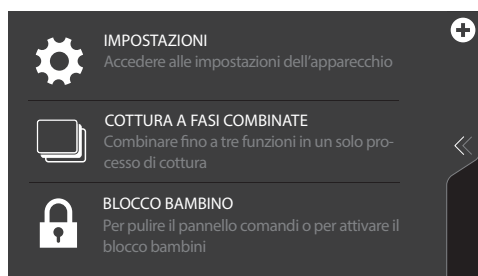 IMPOSTAZIONI
Accedere alle impostazioni dell'apparecchio
COTTURA A FASI COMBINATE
Combinare fino a tre funzioni in un solo pro-
cesso di cottura
BLOCCO BAMBINO
Per pulire il pannello comandi o per attivare il
blocco bambini